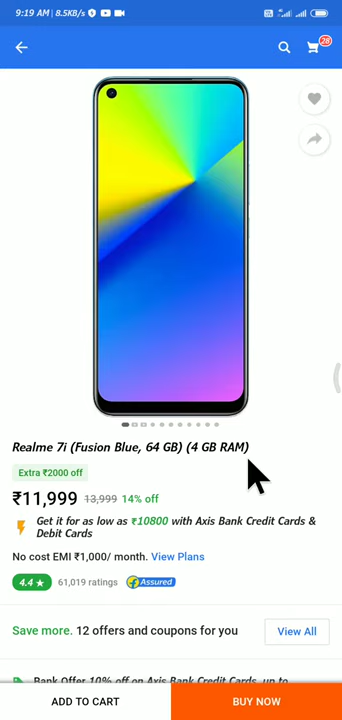 9:19 AM | 8.5KB/s
28
Realme 7i (Fusion Blue, 64 GB) (4 GB RAM)
Extra ₹2000 off
₹11,999 13,999 14% off
Get it for as low as ₹10800 with Axis Bank Credit Cards &
Debit Cards
No cost EMI ₹1,000/ month. View Plans
4.4 ★ 61,019 ratings Assured
Save more. 12 offers and coupons for you View All
Bank Offer 10% off on Axis Bank Credit Cards, up to
ADD TO CART BUY NOW